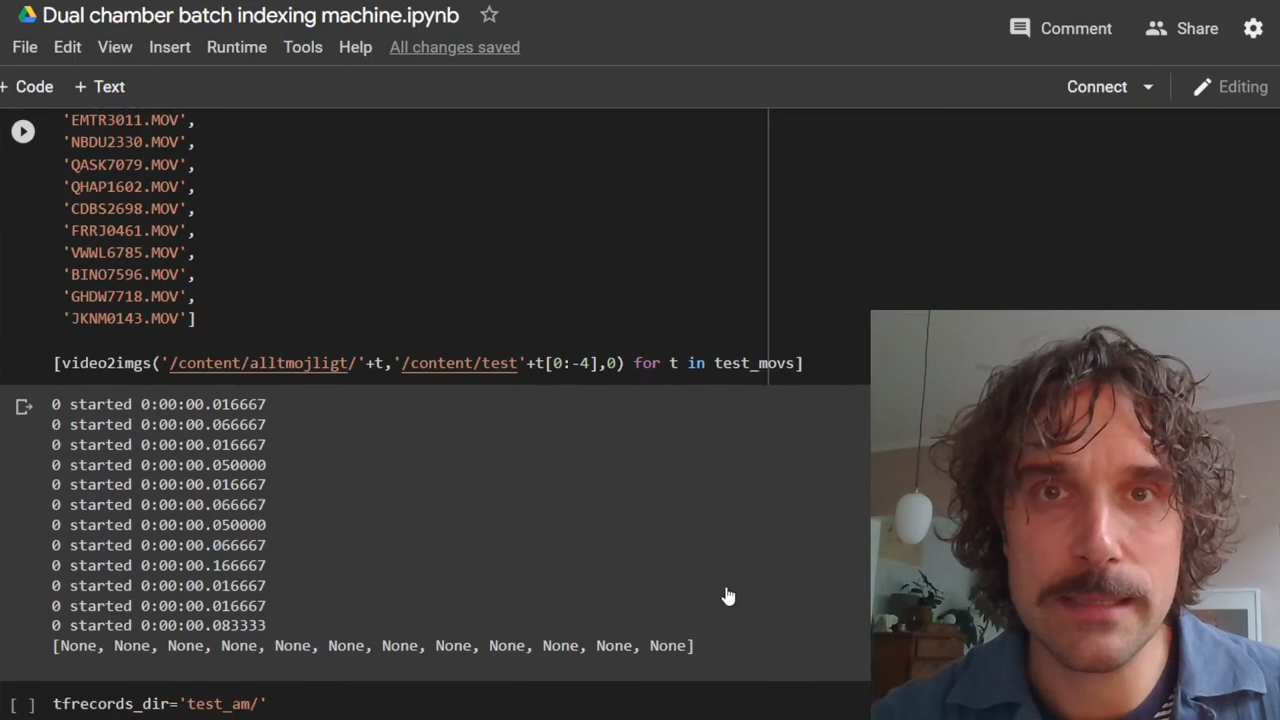 Dual chamber batch indexing machine.ipynb
File Edit View Insert Runtime Tools Help All changes saved
Comment Share
+ Code + Text
Connect Editing
'EMTR3011.MOV',
'NBDU2330.MOV',
'QASK7079.MOV',
'QHAP1602.MOV',
'CDBS2698.MOV',
'FRRJ0461.MOV',
'VWWL6785.MOV',
'BINO7596.MOV',
'GHDW7718.MOV',
'JKNM0143.MOV']
[video2imgs('/content/alltmojligt/'+t,'/content/test'+t[0:-4],0) for t in test_movs]
0 started 0:00:00.016667
0 started 0:00:00.066667
0 started 0:00:00.016667
0 started 0:00:00.050000
0 started 0:00:00.016667
0 started 0:00:00.066667
0 started 0:00:00.050000
0 started 0:00:00.066667
0 started 0:00:00.166667
0 started 0:00:00.016667
0 started 0:00:00.016667
0 started 0:00:00.083333
[None, None, None, None, None, None, None, None, None, None, None, None]
[ ] tfrecords_dir='test_am/'